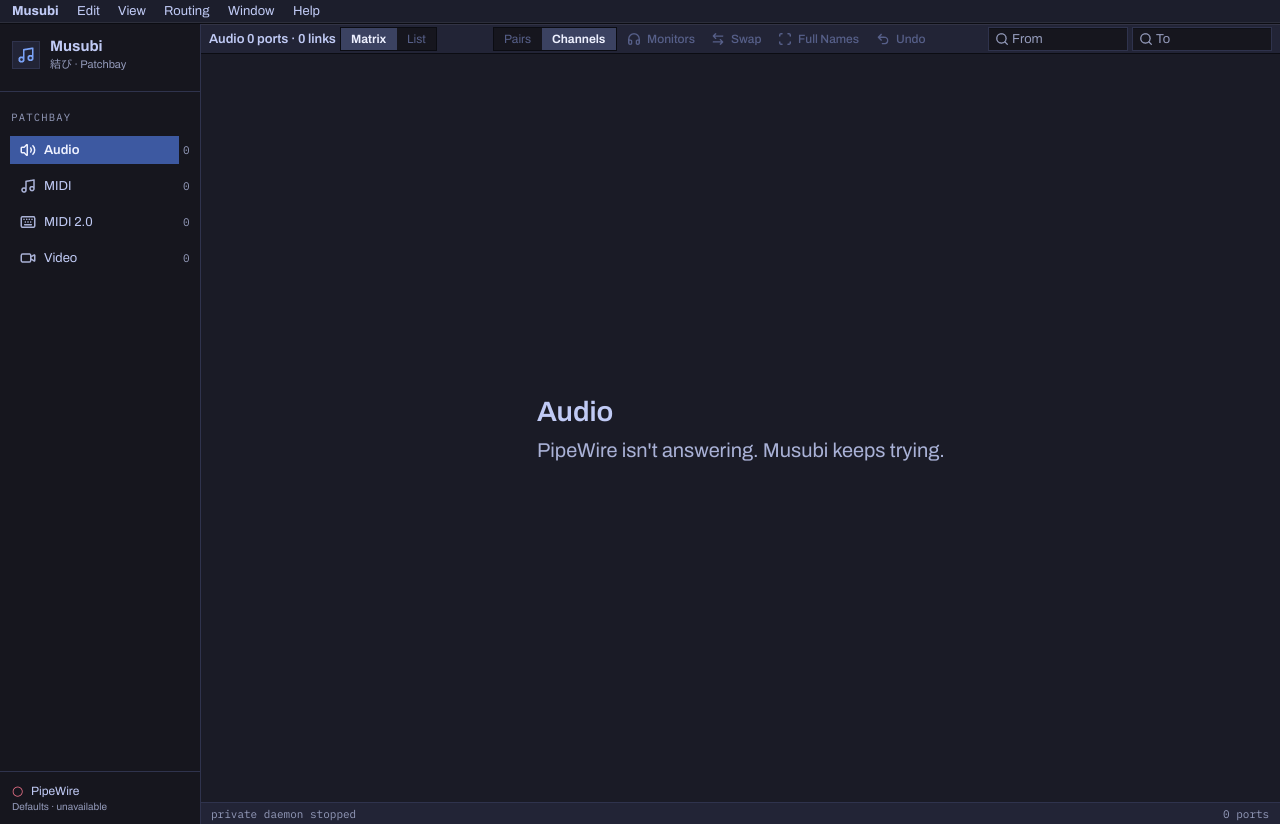 Musubi Edit View Routing Window Help
Musubi
結び · Patchbay
Audio 0 ports · 0 links Matrix List Pairs Channels Monitors Swap Full Names Undo From To
PATCHBAY
Audio 0
MIDI 0
MIDI 2.0 0
Video 0
Audio
PipeWire isn't answering. Musubi keeps trying.
PipeWire
Defaults · unavailable
private daemon stopped 0 ports